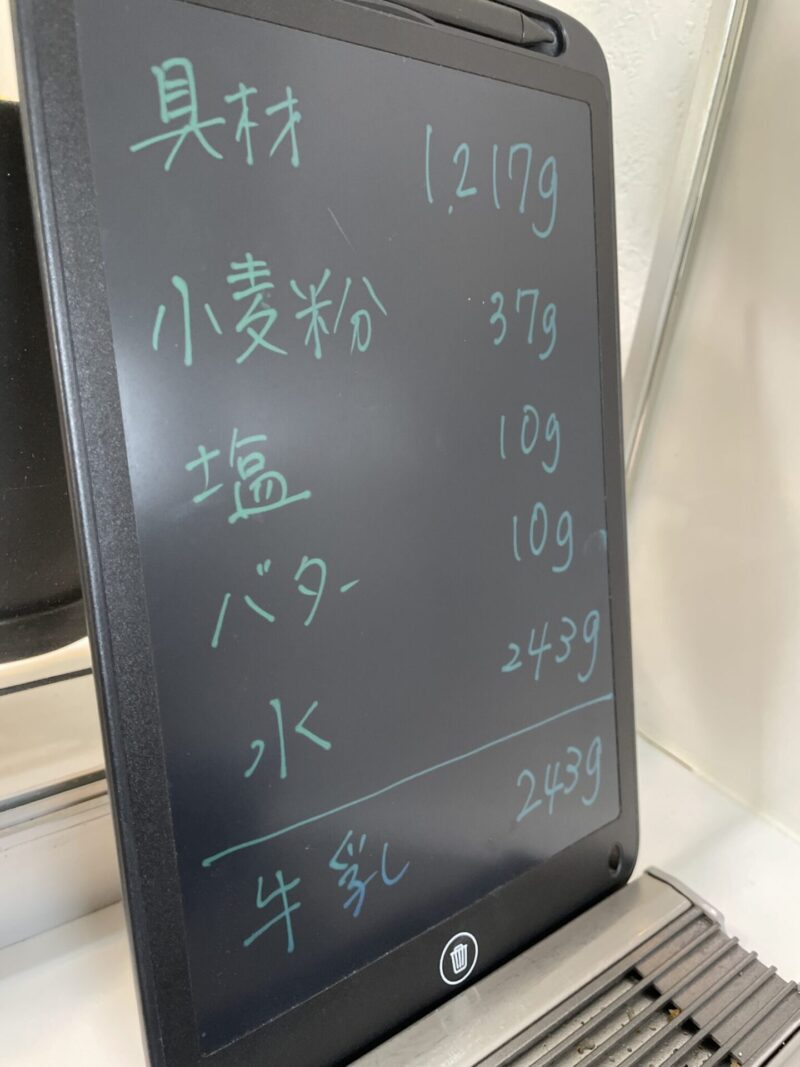 具材 1,217g
小麦粉 37g
塩 10g
バター 10g
水 243g
牛乳 243g